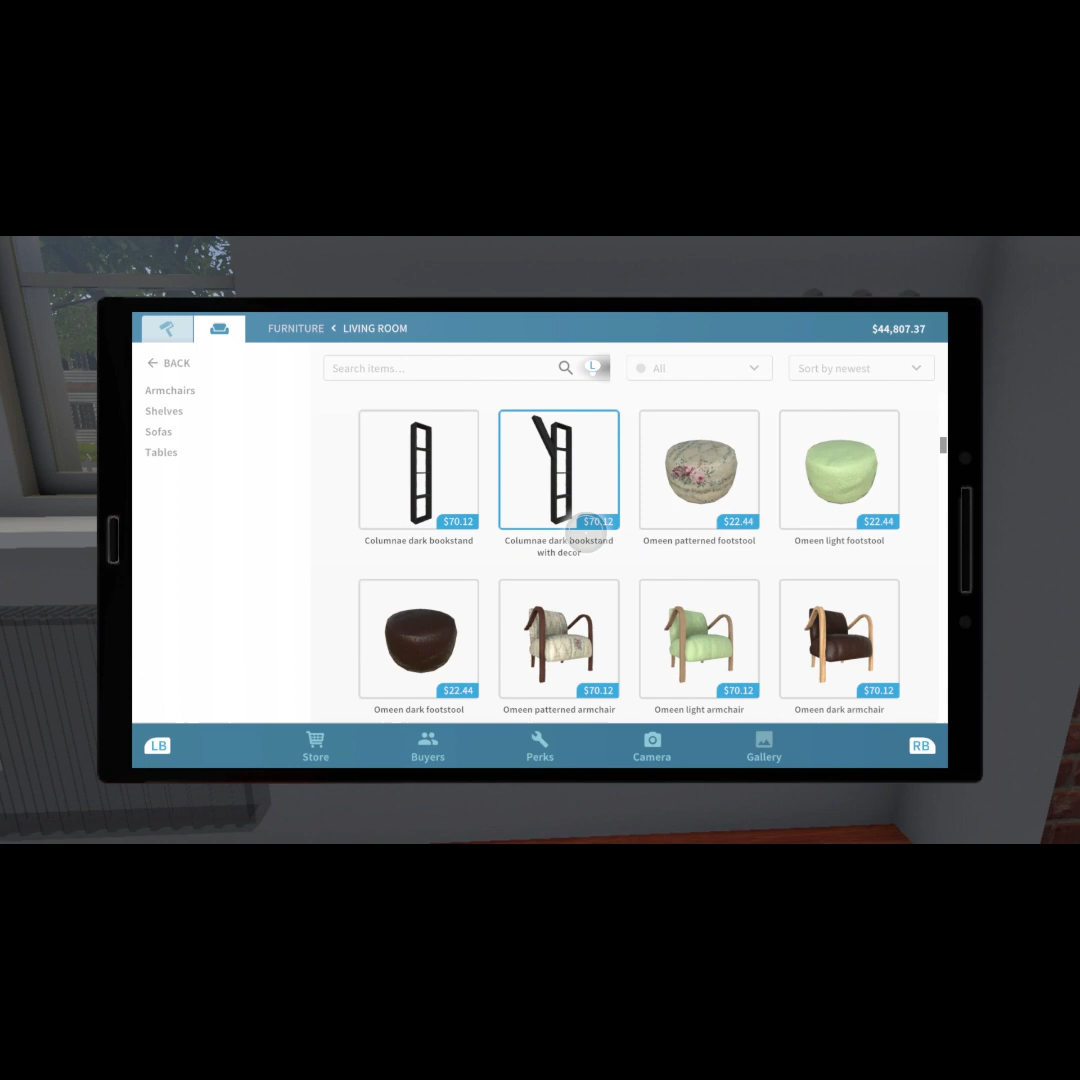 FURNITURE < LIVING ROOM
$44,807.37
BACK
Search items...
L
All
Sort by newest
Armchairs
Shelves
Sofas
Tables
$70.12
$70.12
$22.44
$22.44
Columnae dark bookstand
Columnae dark bookstand
with decor
Omeen patterned footstool
Omeen light footstool
$22.44
$70.12
$70.12
$70.12
Omeen dark footstool
Omeen patterned armchair
Omeen light armchair
Omeen dark armchair
LB
Store
Buyers
Perks
Camera
Gallery
RB